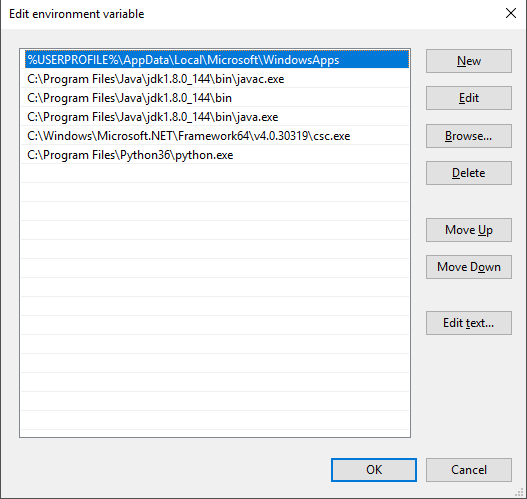 Edit environment variable
%USERPROFILE%\AppData\Local\Microsoft\WindowsApps
C:\Program Files\Java\jdk1.8.0_144\bin\javac.exe
C:\Program Files\Java\jdk1.8.0_144\bin
C:\Program Files\Java\jdk1.8.0_144\bin\java.exe
C:\Windows\Microsoft.NET\Framework64\v4.0.30319\csc.exe
C:\Program Files\Python36\python.exe
New
Edit
Browse...
Delete
Move Up
Move Down
Edit text...
OK
Cancel